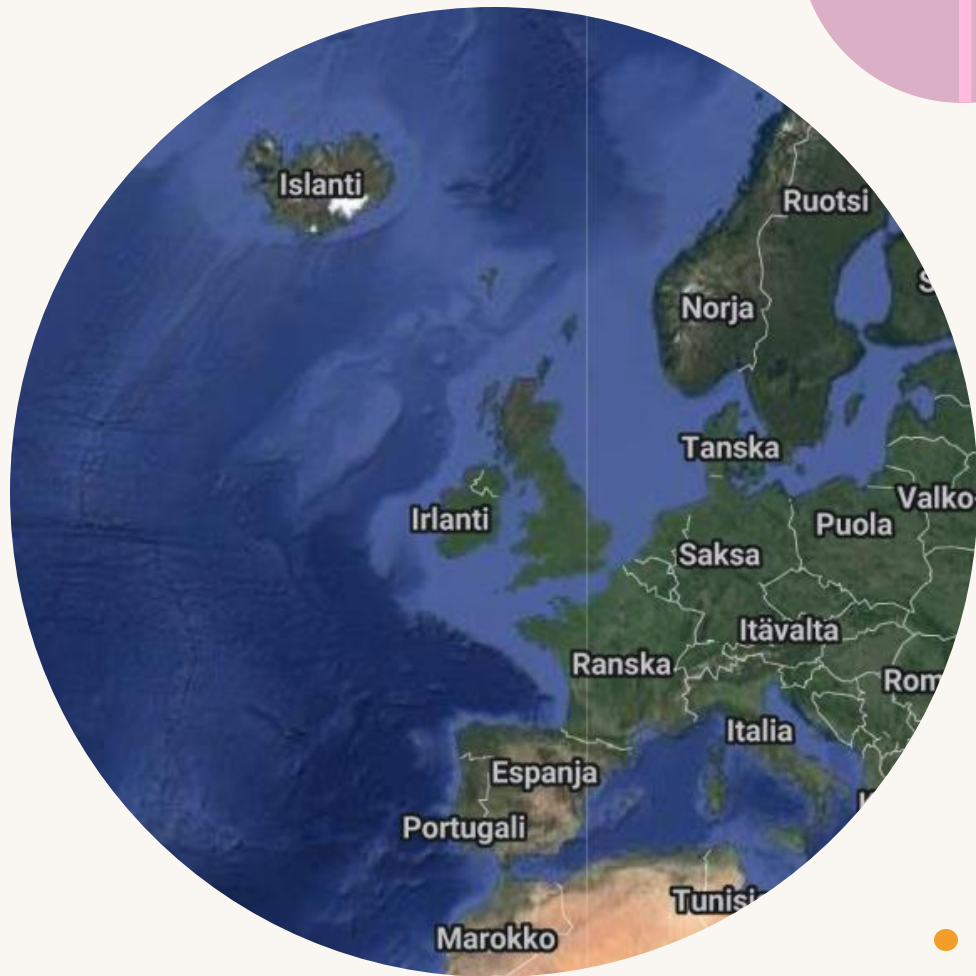 Islanti
Ruotsi
S
Norja
Tanska
Valko-
Irlanti
Puola
Saksa
Itävalta
Ranska
Rom
Italia
Espanja
Portugali
Tunisi
Marokko